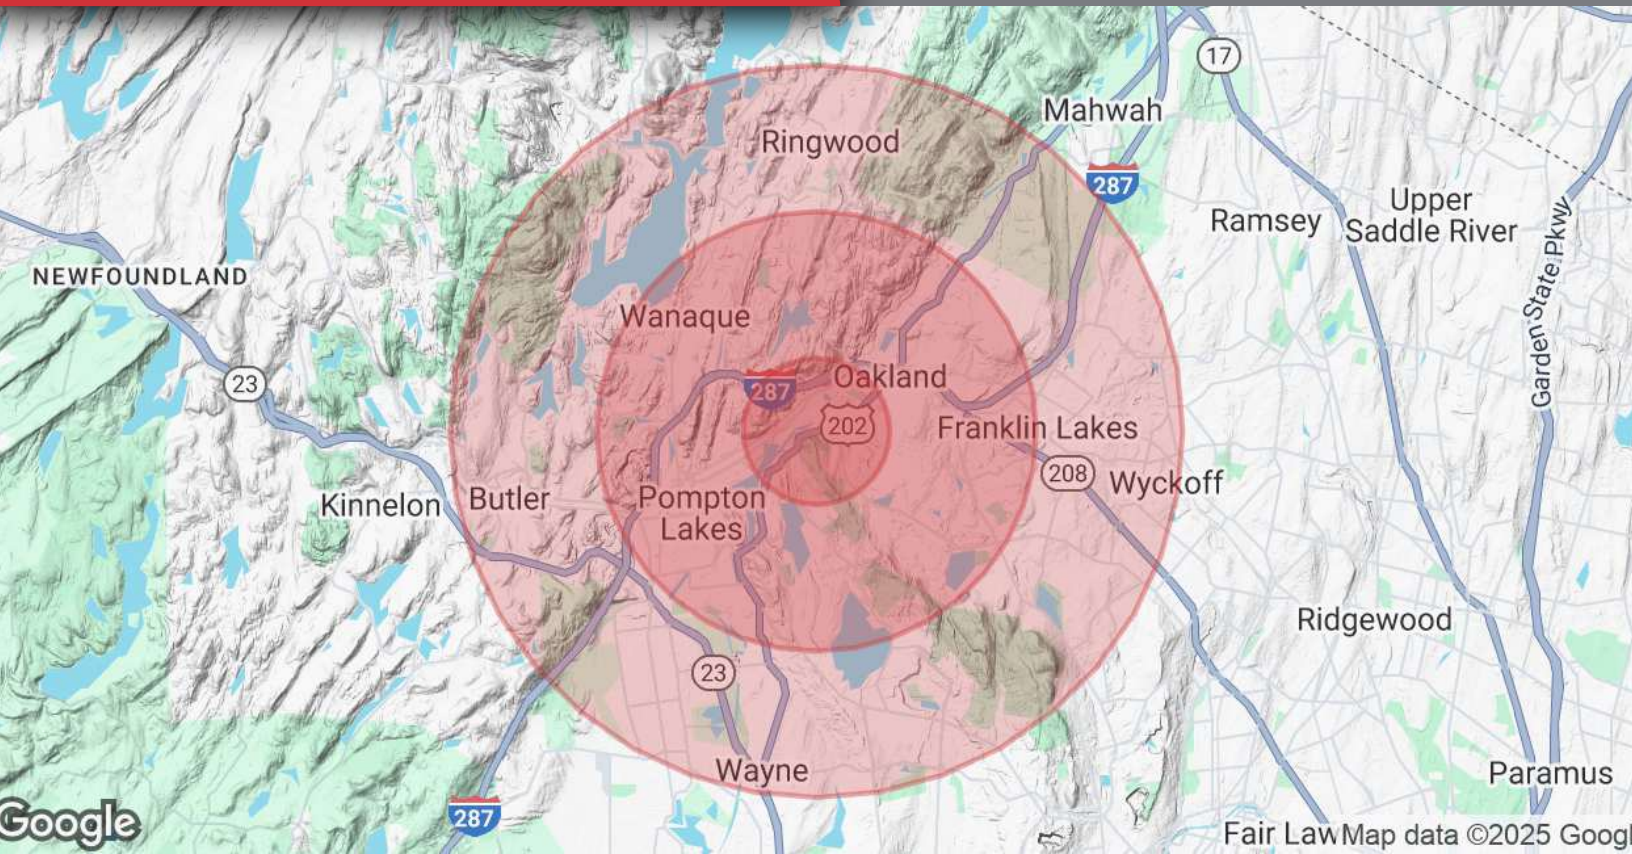 17
Mahwah
Ringwood
287
Upper
Saddle River
Ramsey
Garden State Pkwy
NEWFOUNDLAND
Wanaque
23
287
Oakland
202
Franklin Lakes
208
Wyckoff
Kinnelon
Butler
Pompton
Lakes
Ridgewood
23
Wayne
Paramus
287
Google
Fair Lawn
Map data ©2025 Googl